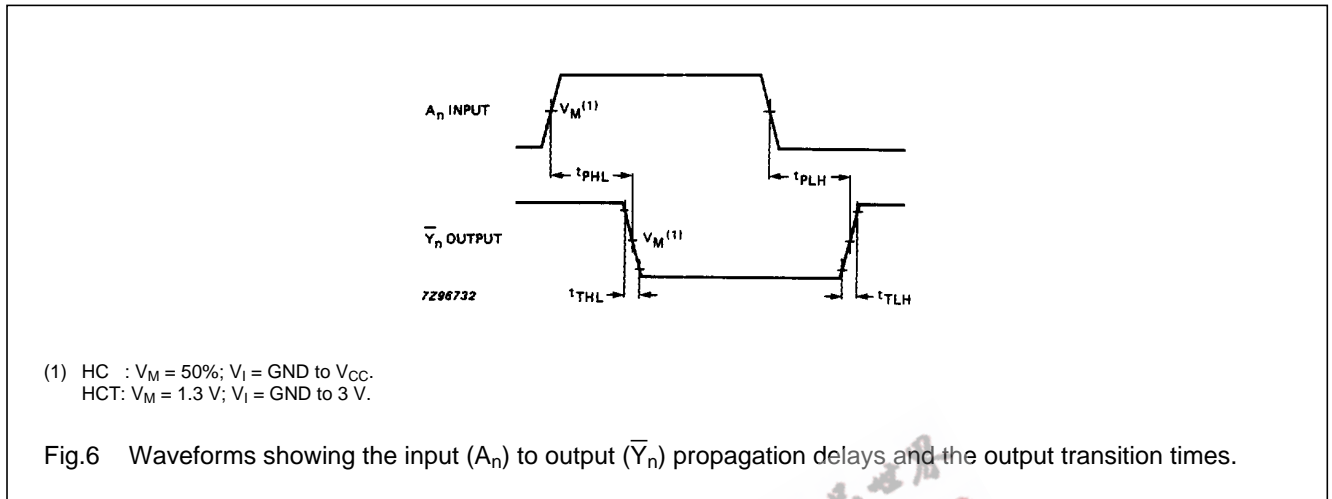 Aₙ INPUT
V_M⁽¹⁾
t_PHL
t_PLH
Y̅ₙ OUTPUT
V_M⁽¹⁾
7Z96732
t_THL
t_TLH
(1) HC : V_M = 50%; V_I = GND to V_CC.
HCT: V_M = 1.3 V; V_I = GND to 3 V.
Fig.6 Waveforms showing the input (Aₙ) to output (Y̅ₙ) propagation delays and the output transition times.